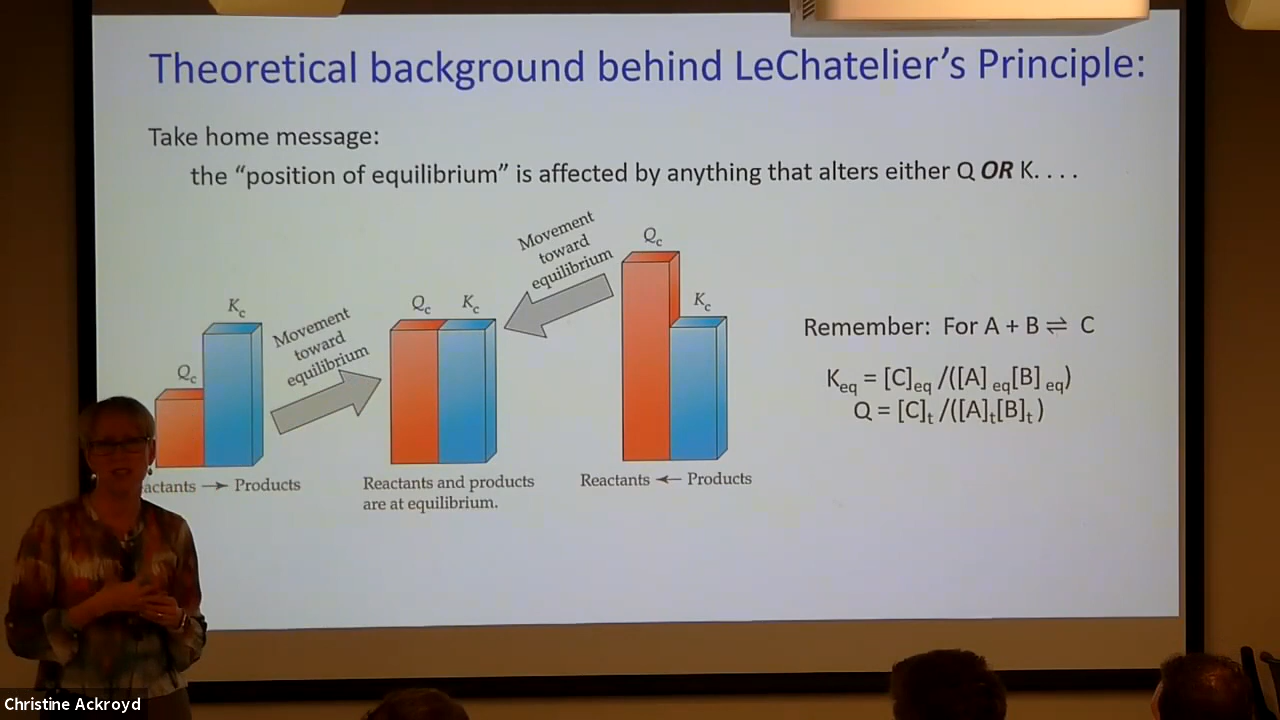 Theoretical background behind LeChatelier's Principle:
Take home message:
the “position of equilibrium” is affected by anything that alters either Q OR K. . . .
Qc
Kc
Movement
toward
equilibrium
Qc
Kc
Movement
toward
equilibrium
Qc
Kc
actants → Products
Reactants and products
are at equilibrium.
Reactants ← Products
Remember: For A + B ⇌ C
Keq = [C]eq /([A] eq[B] eq)
Q = [C]t /([A]t[B]t )
Christine Ackroyd